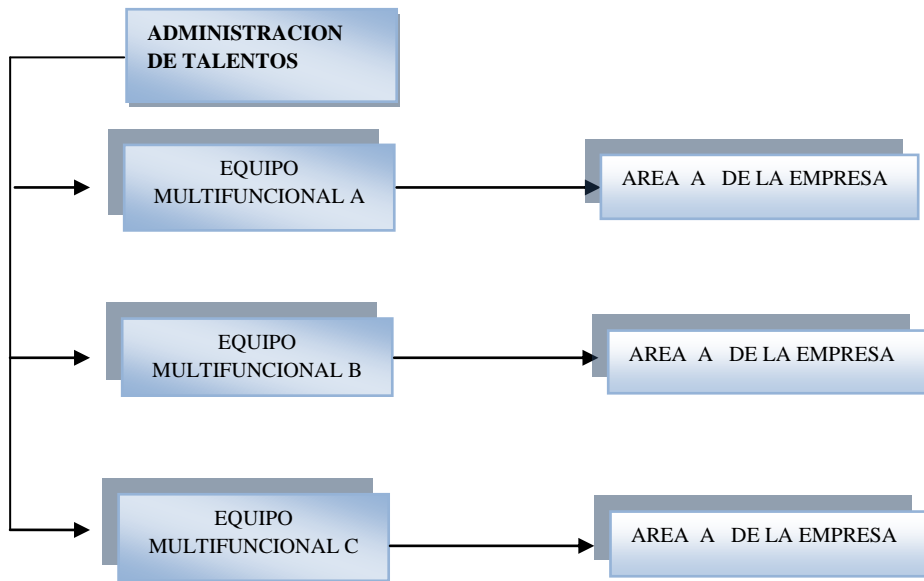 ADMINISTRACION
DE TALENTOS
EQUIPO
MULTIFUNCIONAL A
AREA A DE LA EMPRESA
EQUIPO
MULTIFUNCIONAL B
AREA A DE LA EMPRESA
EQUIPO
MULTIFUNCIONAL C
AREA A DE LA EMPRESA